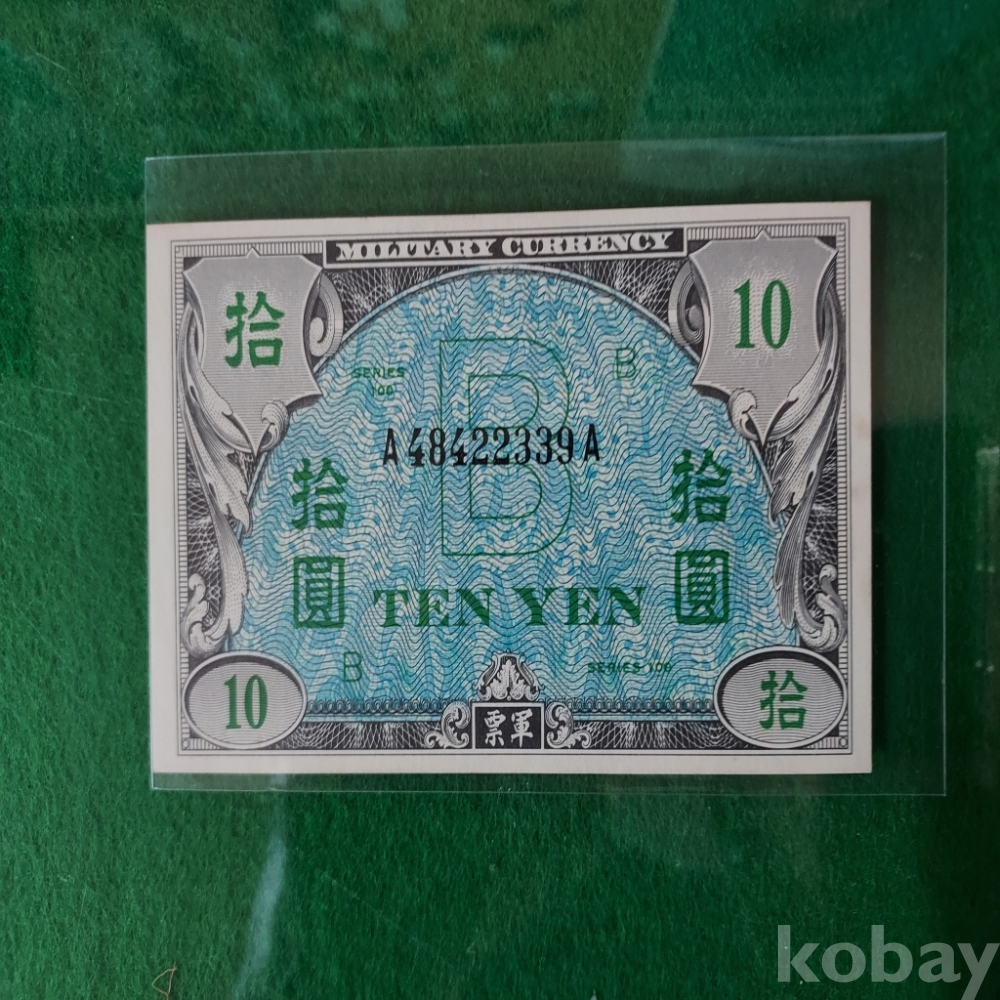 MILITARY CURRENCY
拾
10
B
SERIES
100
B
A48422339A
拾
圓
拾
圓
TEN YEN
B
SERIES 100
10
票軍
拾
kobay